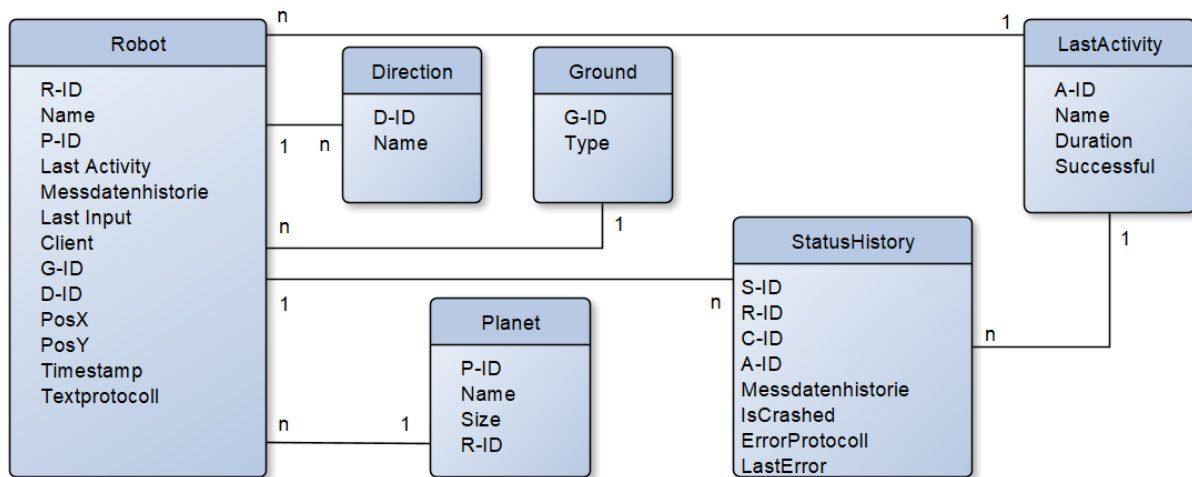 Robot
R-ID
Name
P-ID
Last Activity
Messdatenhistorie
Last Input
Client
G-ID
D-ID
PosX
PosY
Timestamp
Textprotocoll
n
1
1
n
n
1
1
n
n
1
1
n
Direction
D-ID
Name
Ground
G-ID
Type
LastActivity
A-ID
Name
Duration
Successful
StatusHistory
S-ID
R-ID
C-ID
A-ID
Messdatenhistorie
IsCrashed
ErrorProtocoll
LastError
Planet
P-ID
Name
Size
R-ID